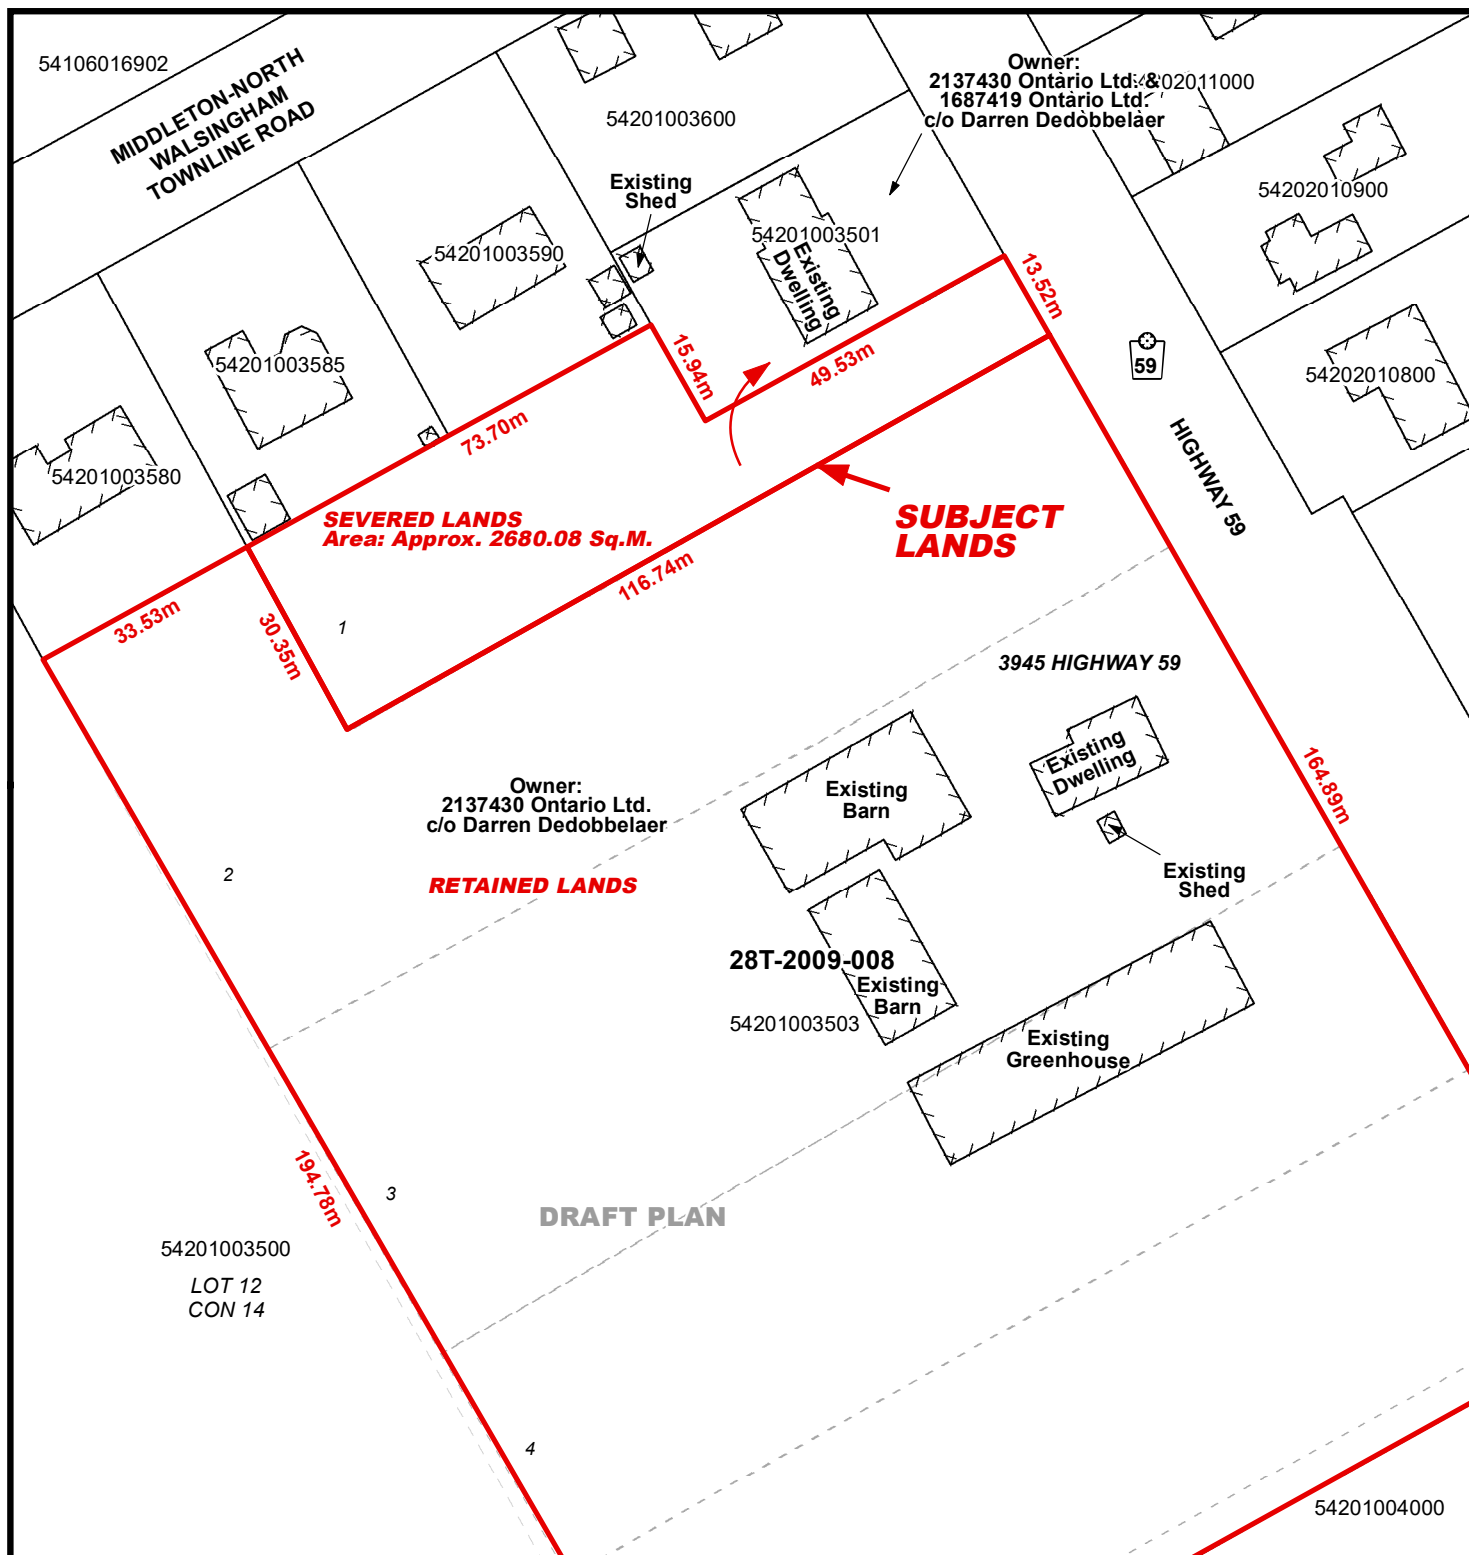 54106016902
MIDDLETON-NORTH
WALSINGHAM
TOWNLINE ROAD
54201003600
Owner:
2137430 Ontario Ltd. &
1687419 Ontario Ltd.
c/o Darren Dedobbelaer
54202011000
Existing
Shed
54202010900
54201003590
54201003501
Existing
Dwelling
13.52m
54201003585
15.94m
49.53m
59
54202010800
73.70m
54201003580
HIGHWAY 59
SEVERED LANDS
Area: Approx. 2680.08 Sq.M.
SUBJECT
LANDS
116.74m
33.53m
30.35m
1
3945 HIGHWAY 59
Existing
Dwelling
164.89m
Owner:
2137430 Ontario Ltd.
c/o Darren Dedobbelaer
Existing
Barn
2
RETAINED LANDS
Existing
Shed
28T-2009-008
Existing
Barn
54201003503
Existing
Greenhouse
194.78m
3
DRAFT PLAN
54201003500
LOT 12
CON 14
4
54201004000